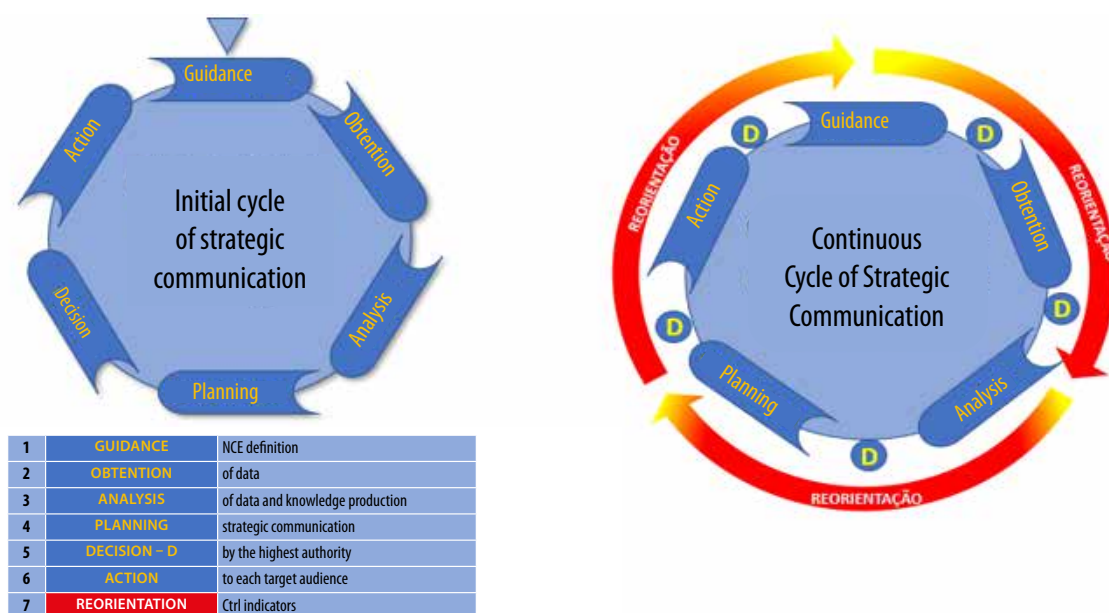 Guidance
Obtention
Analysis
Planning
Decision
Action
Initial cycle
of strategic
communication
1 GUIDANCE NCE definition
2 OBTENTION of data
3 ANALYSIS of data and knowledge production
4 PLANNING strategic communication
5 DECISION – D by the highest authority
6 ACTION to each target audience
7 REORIENTATION Ctrl indicators
REORIENTAÇÃO
REORIENTAÇÃO
REORIENTAÇÃO
Guidance
D
Obtention
D
Analysis
D
Planning
D
Action
D
Continuous
Cycle of Strategic
Communication